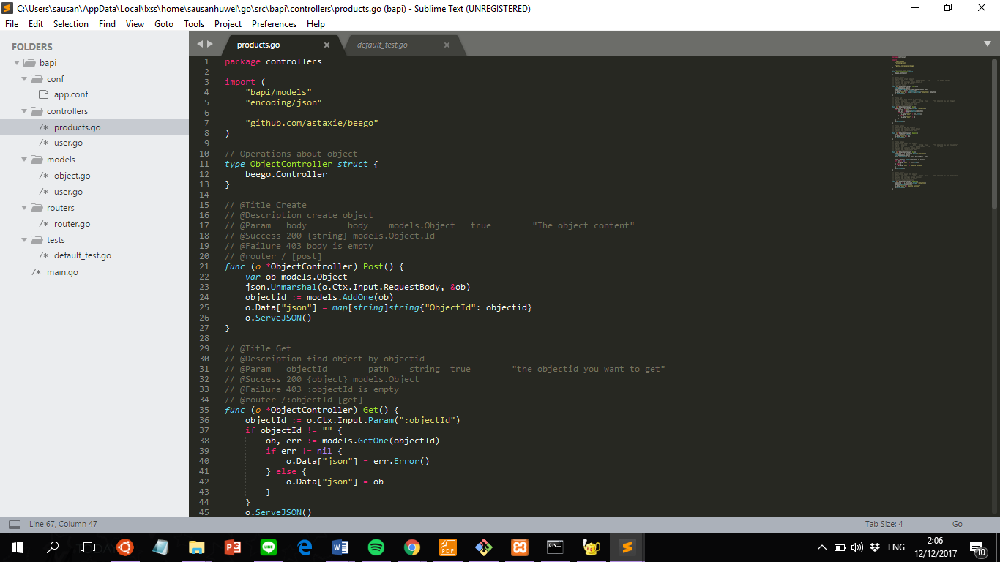 C:\Users\sausan\AppData\Local\lxss\home\sausanhuwel\go\src\bapi\controllers\products.go (bapi) - Sublime Text (UNREGISTERED)
File Edit Selection Find View Goto Tools Project Preferences Help
FOLDERS
bapi
conf
app.conf
controllers
/* products.go
/* user.go
models
/* object.go
/* user.go
routers
/* router.go
tests
/* default_test.go
/* main.go
products.go × default_test.go ×
1 package controllers
2
3 import (
4 "bapi/models"
5 "encoding/json"
6
7 "github.com/astaxie/beego"
8 )
9
10 // Operations about object
11 type ObjectController struct {
12 beego.Controller
13 }
14
15 // @Title Create
16 // @Description create object
17 // @Param body body models.Object true "The object content"
18 // @Success 200 {string} models.Object.Id
19 // @Failure 403 body is empty
20 // @router / [post]
21 func (o *ObjectController) Post() {
22 var ob models.Object
23 json.Unmarshal(o.Ctx.Input.RequestBody, &ob)
24 objectid := models.AddOne(ob)
25 o.Data["json"] = map[string]string{"ObjectId": objectid}
26 o.ServeJSON()
27 }
28
29 // @Title Get
30 // @Description find object by objectid
31 // @Param objectId path string true "the objectid you want to get"
32 // @Success 200 {object} models.Object
33 // @Failure 403 :objectId is empty
34 // @router /:objectId [get]
35 func (o *ObjectController) Get() {
36 objectId := o.Ctx.Input.Param(":objectId")
37 if objectId != "" {
38 ob, err := models.GetOne(objectId)
39 if err != nil {
40 o.Data["json"] = err.Error()
41 } else {
42 o.Data["json"] = ob
43 }
44 }
45 o.ServeJSON()
Line 67, Column 47 Tab Size: 4 Go
ENG
2:06
12/12/2017
10